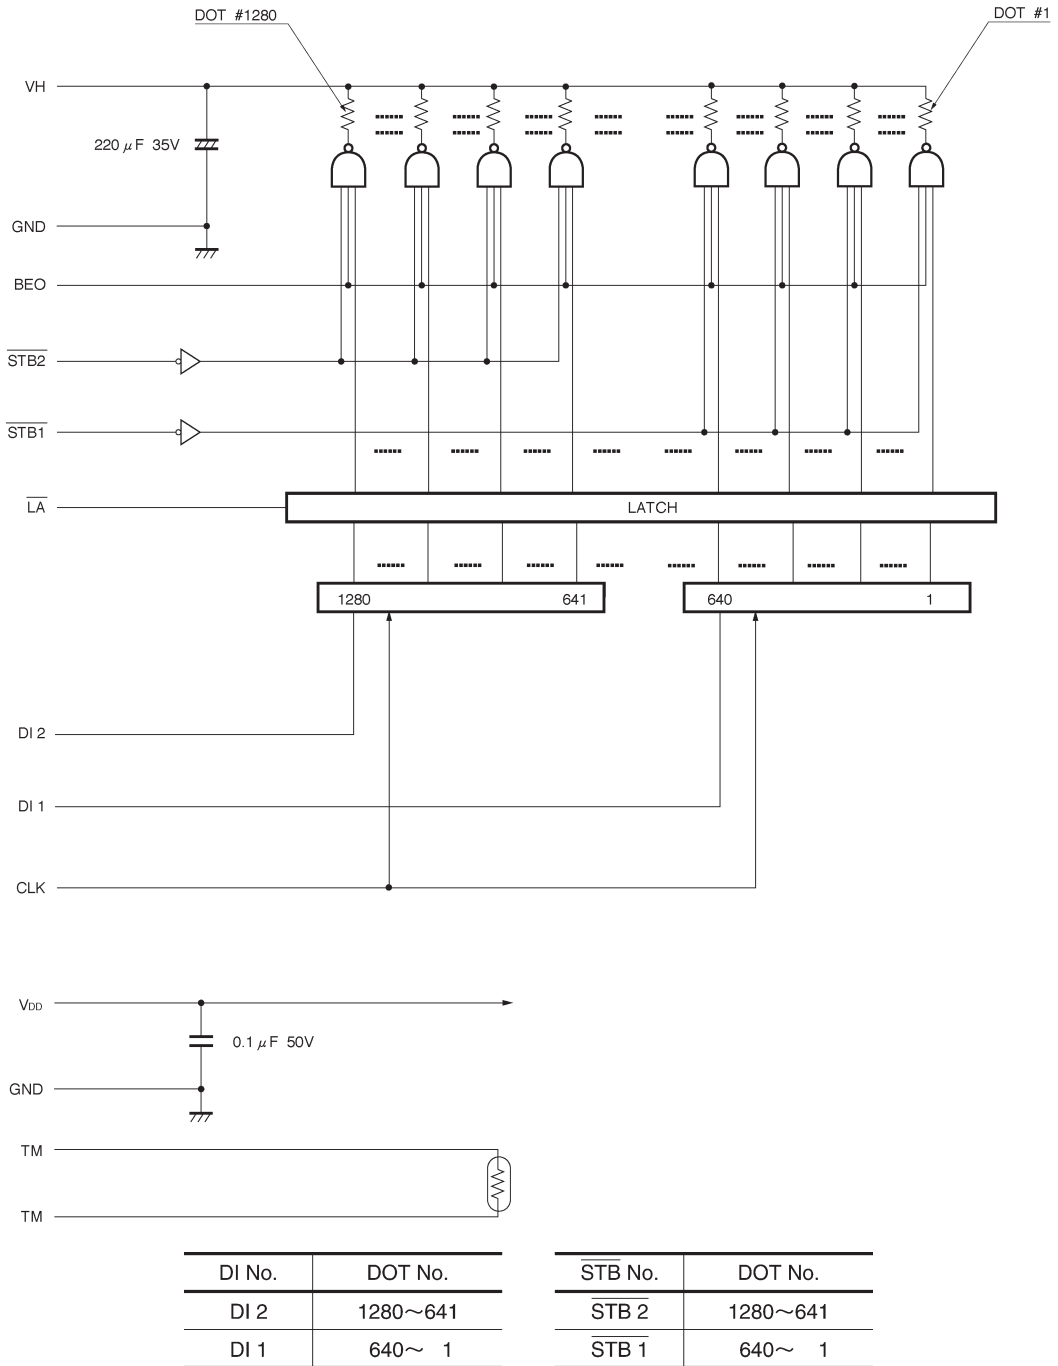 DOT #1280
DOT #1
VH
220 μF 35V
GND
BEO
STB2
STB1
LA
LATCH
1280 641 640 1
DI 2
DI 1
CLK
VDD
0.1 μF 50V
GND
TM
TM
DI No. DOT No.
DI 2 1280～641
DI 1 640～ 1
STB No. DOT No.
STB 2 1280～641
STB 1 640～ 1